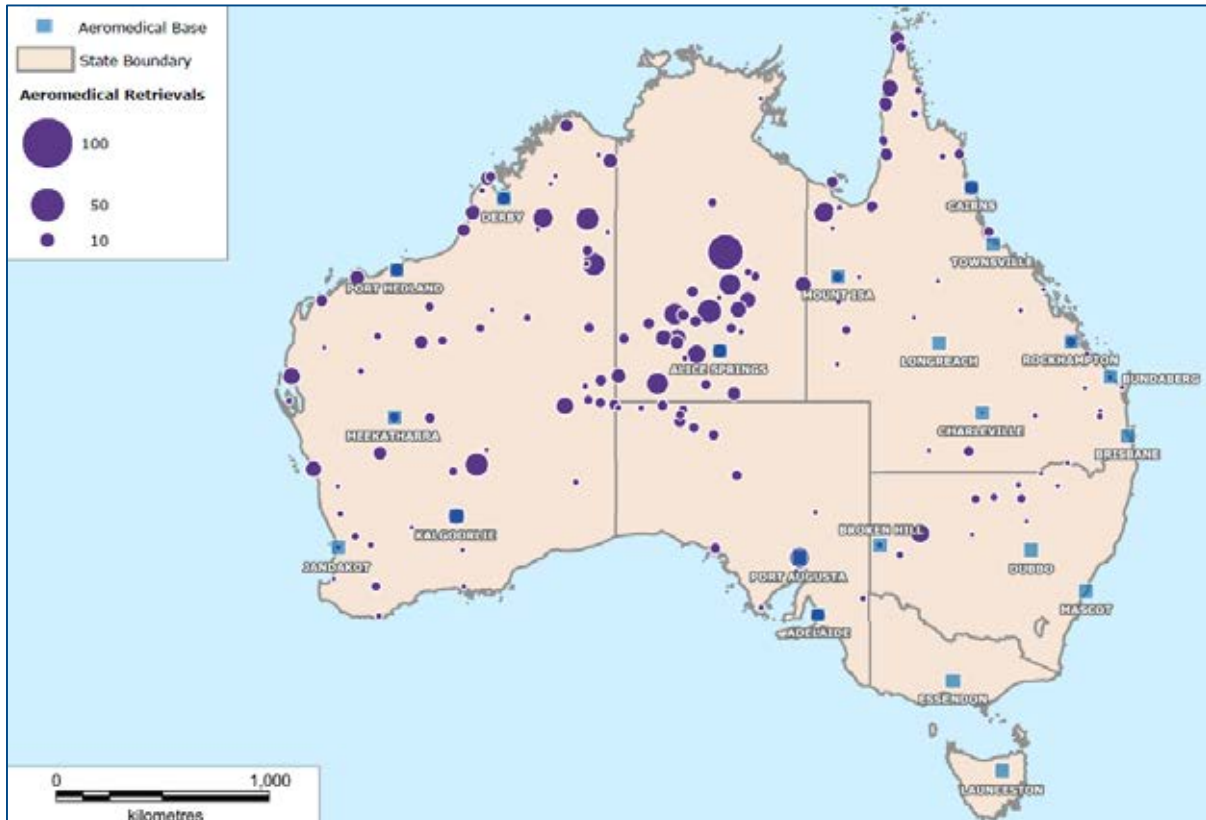 Aeromedical Base
State Boundary
Aeromedical Retrievals
100
50
10
DERBY
CAIRNS
TOWNSVILLE
PORT HEDLAND
MOUNT ISA
LONGREACH
ROCKHAMPTON
ALICE SPRINGS
BUNDABERG
MEEKATHARRA
CHARLEVILLE
BRISBANE
KALGOORLIE
BROKEN HILL
JANDAKOT
DUBBO
PORT AUGUSTA
MASCOT
ADELAIDE
ESSENDON
LAUNCESTON
0 1,000
kilometres